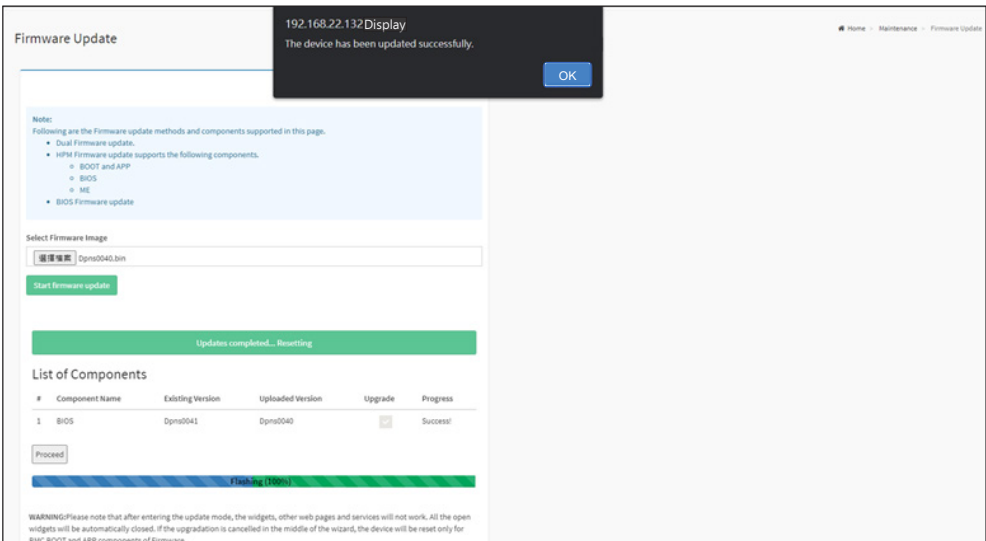 192.168.22.132 Display
The device has been updated successfully.
OK
Firmware Update
Home > Maintenance > Firmware Update
Note:
Following are the Firmware update methods and components supported in this page.
Dual Firmware update.
HPM Firmware update supports the following components.
BOOT and APP
BIOS
ME
BIOS Firmware update
Select Firmware Image
選擇檔案 Dpns0040.bin
Start firmware update
Updates completed... Resetting
List of Components
# Component Name Existing Version Uploaded Version Upgrade Progress
1 BIOS Dpns0041 Dpns0040 Success!
Proceed
Flashing (100%)
WARNING:Please note that after entering the update mode, the widgets, other web pages and services will not work. All the open
widgets will be automatically closed. If the upgradation is cancelled in the middle of the wizard, the device will be reset only for
BMC BOOT and APP components of Firmware.